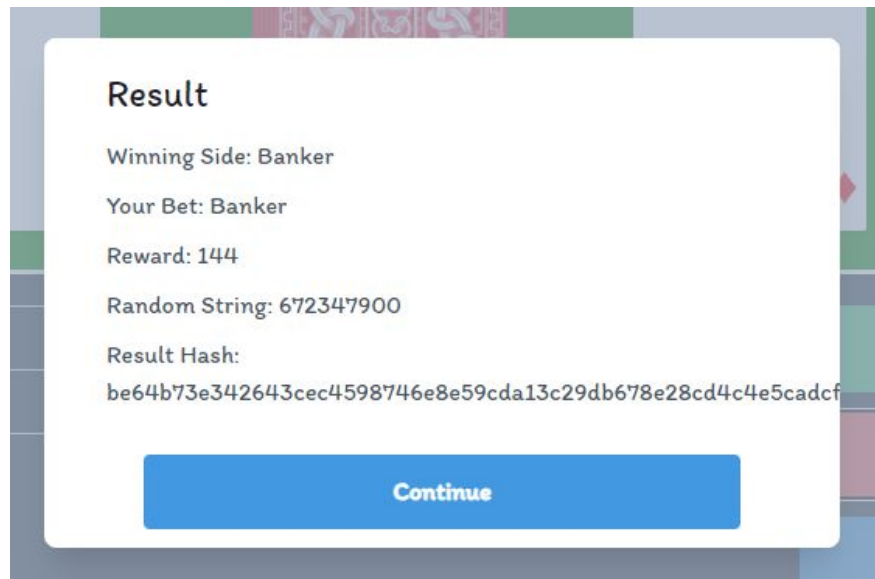 Result
Winning Side: Banker
Your Bet: Banker
Reward: 144
Random String: 672347900
Result Hash:
be64b73e342643cec4598746e8e59cda13c29db678e28cd4c4e5cadcf
Continue